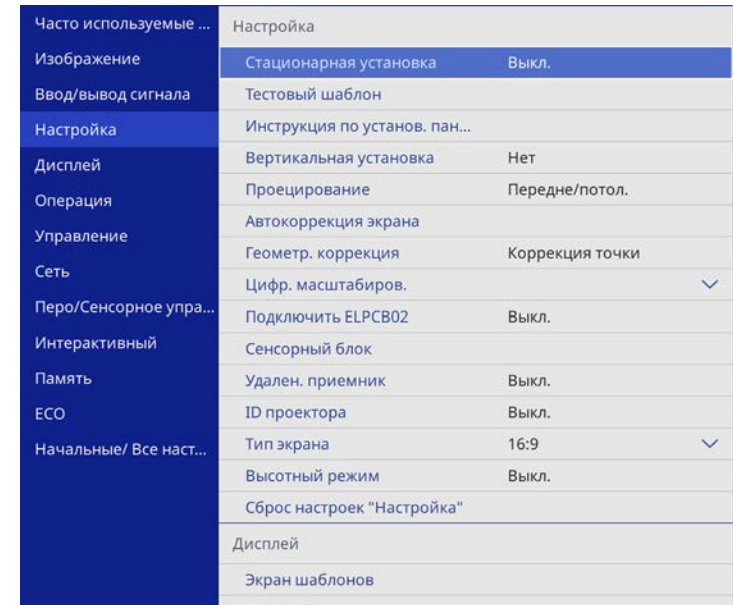 Часто используемые ...
Изображение
Ввод/вывод сигнала
Настройка
Дисплей
Операция
Управление
Сеть
Перо/Сенсорное упра...
Интерактивный
Память
ECO
Начальные/ Все наст...
Настройка
Стационарная установка Выкл.
Тестовый шаблон
Инструкция по установ. пан...
Вертикальная установка Нет
Проецирование Передне/потол.
Автокоррекция экрана
Геометр. коррекция Коррекция точки
Цифр. масштабиров.
Подключить ELPCB02 Выкл.
Сенсорный блок
Удален. приемник Выкл.
ID проектора Выкл.
Тип экрана 16:9
Высотный режим Выкл.
Сброс настроек "Настройка"
Дисплей
Экран шаблонов